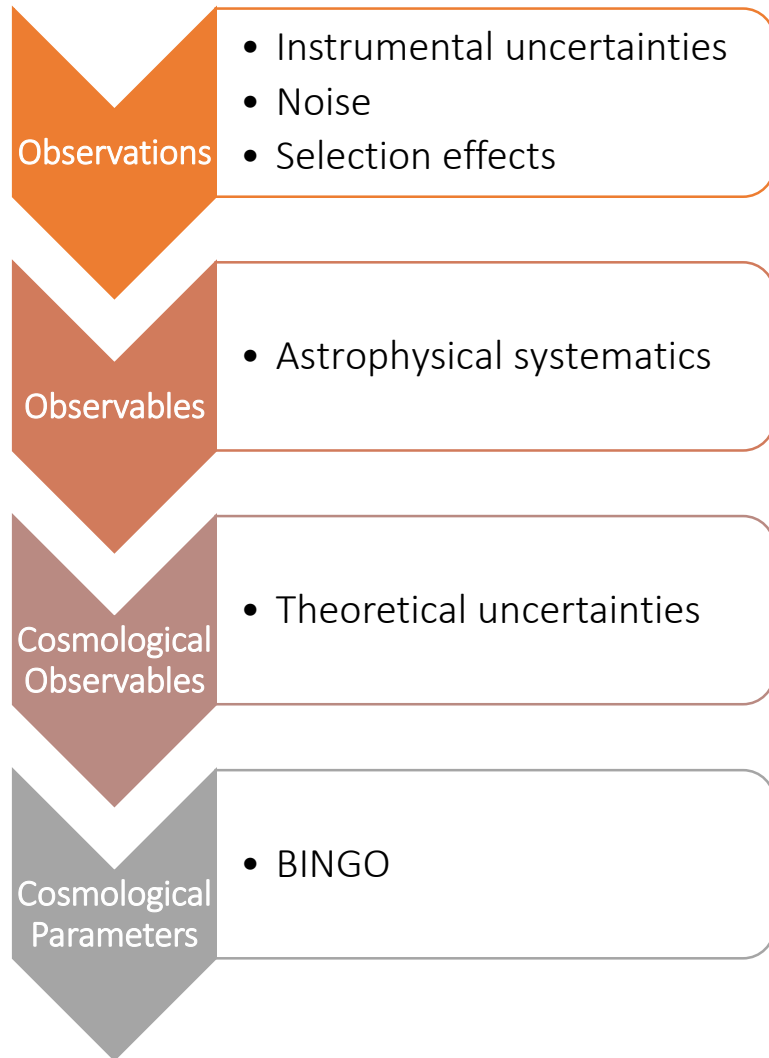 Observations
• Instrumental uncertainties
• Noise
• Selection effects
Observables
• Astrophysical systematics
Cosmological
Observables
• Theoretical uncertainties
Cosmological
Parameters
• BINGO